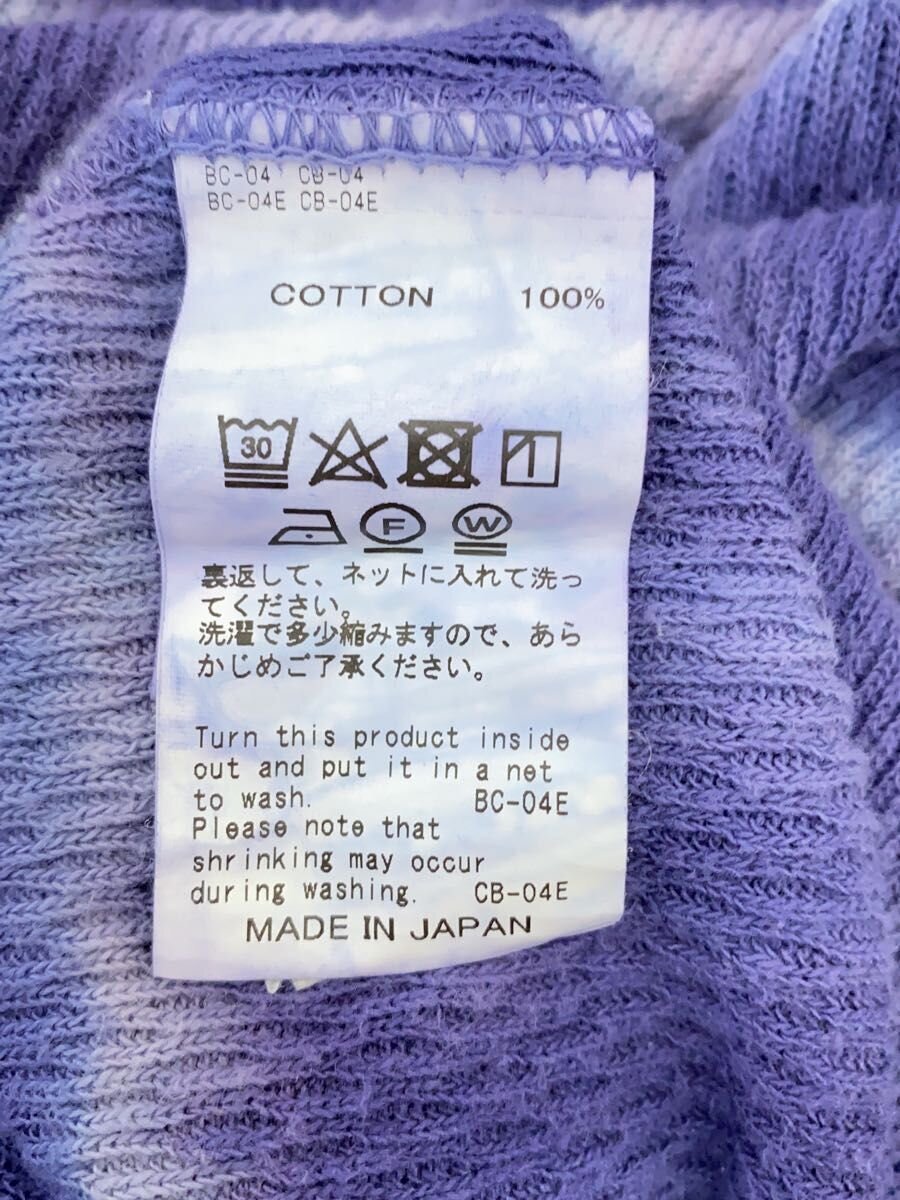 BC-04 CB-04
BC-04E CB-04E
COTTON 100%
30
F W
裏返して、ネットに入れて洗っ
てください。
洗濯で多少縮みますので、あら
かじめご了承ください。
Turn this product inside
out and put it in a net
to wash. BC-04E
Please note that
shrinking may occur
during washing. CB-04E
MADE IN JAPAN